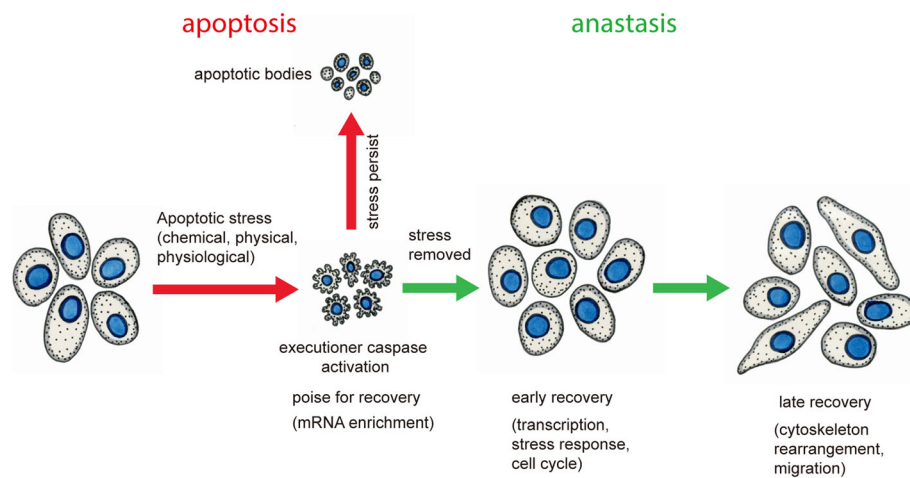 apoptosis
anastasis
apoptotic bodies
stress persist
Apoptotic stress
(chemical, physical,
physiological)
stress
removed
executioner caspase
activation
poise for recovery
(mRNA enrichment)
early recovery
(transcription,
stress response,
cell cycle)
late recovery
(cytoskeleton
rearrangement,
migration)